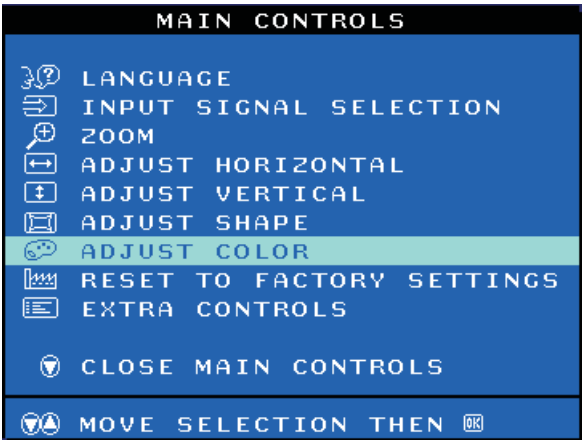 MAIN CONTROLS
LANGUAGE
INPUT SIGNAL SELECTION
ZOOM
ADJUST HORIZONTAL
ADJUST VERTICAL
ADJUST SHAPE
ADJUST COLOR
RESET TO FACTORY SETTINGS
EXTRA CONTROLS
CLOSE MAIN CONTROLS
MOVE SELECTION THEN OK